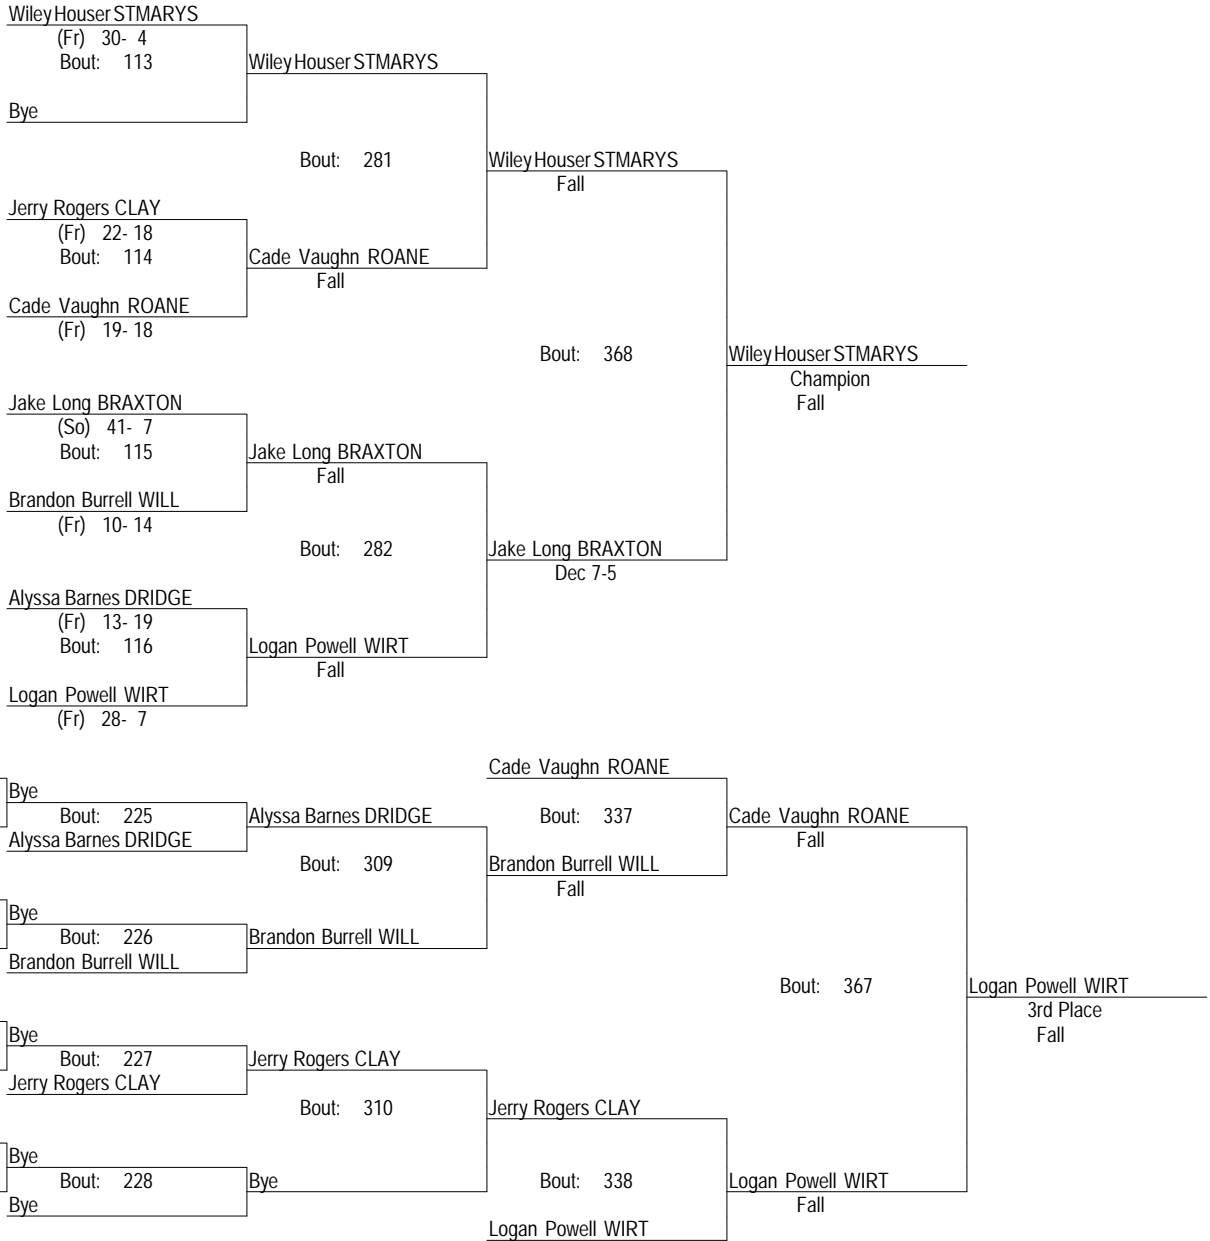 Wiley Houser STMARYS
(Fr) 30- 4
Bout: 113
Wiley Houser STMARYS
Bye
Bout: 281
Wiley Houser STMARYS
Fall
Jerry Rogers CLAY
(Fr) 22- 18
Bout: 114
Cade Vaughn ROANE
Fall
Cade Vaughn ROANE
(Fr) 19- 18
Bout: 368
Wiley Houser STMARYS
Champion
Fall
Jake Long BRAXTON
(So) 41- 7
Bout: 115
Jake Long BRAXTON
Fall
Brandon Burrell WILL
(Fr) 10- 14
Bout: 282
Jake Long BRAXTON
Dec 7-5
Alyssa Barnes DRIDGE
(Fr) 13- 19
Bout: 116
Logan Powell WIRT
Fall
Logan Powell WIRT
(Fr) 28- 7
Cade Vaughn ROANE
Bye
Bout: 225
Alyssa Barnes DRIDGE
Bout: 337
Cade Vaughn ROANE
Fall
Alyssa Barnes DRIDGE
Bout: 309
Brandon Burrell WILL
Fall
Bye
Bout: 226
Brandon Burrell WILL
Brandon Burrell WILL
Bout: 367
Logan Powell WIRT
3rd Place
Fall
Bye
Bout: 227
Jerry Rogers CLAY
Jerry Rogers CLAY
Bout: 310
Jerry Rogers CLAY
Bye
Bout: 228
Bye
Bout: 338
Logan Powell WIRT
Fall
Bye
Logan Powell WIRT